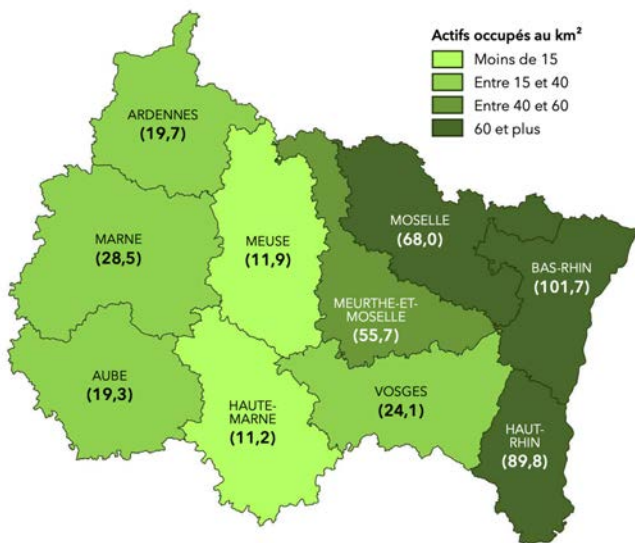 Actifs occupés au km²
Moins de 15
Entre 15 et 40
Entre 40 et 60
60 et plus
ARDENNES
(19,7)
MARNE
(28,5)
MEUSE
(11,9)
MOSELLE
(68,0)
BAS-RHIN
(101,7)
MEURTHE-ET-
MOSELLE
(55,7)
AUBE
(19,3)
HAUTE-
MARNE
(11,2)
VOSGES
(24,1)
HAUT-
RHIN
(89,8)